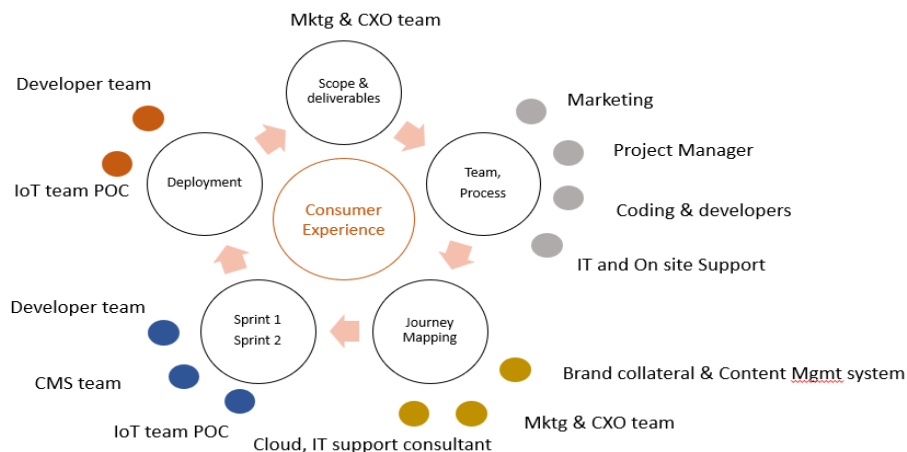 Mktg & CXO team
Scope &
deliverables
Developer team
IoT team POC
Deployment
Consumer
Experience
Team,
Process
Marketing
Project Manager
Coding & developers
IT and On site Support
Developer team
CMS team
IoT team POC
Sprint 1
Sprint 2
Journey
Mapping
Brand collateral & Content Mgmt system
Mktg & CXO team
Cloud, IT support consultant